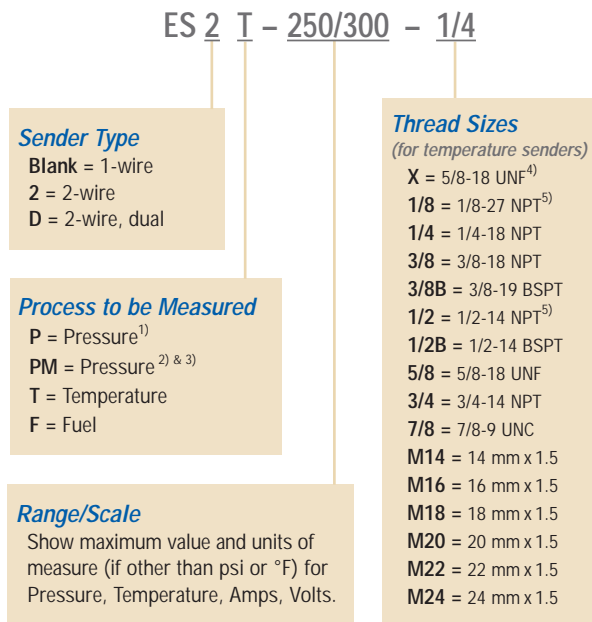 ES 2 T – 250/300 – 1/4
Sender Type
Blank = 1-wire
2 = 2-wire
D = 2-wire, dual
Process to be Measured
P = Pressure1)
PM = Pressure2) & 3)
T = Temperature
F = Fuel
Range/Scale
Show maximum value and units of
measure (if other than psi or °F) for
Pressure, Temperature, Amps, Volts.
Thread Sizes
(for temperature senders)
X = 5/8-18 UNF4)
1/8 = 1/8-27 NPT5)
1/4 = 1/4-18 NPT
3/8 = 3/8-18 NPT
3/8B = 3/8-19 BSPT
1/2 = 1/2-14 NPT5)
1/2B = 1/2-14 BSPT
5/8 = 5/8-18 UNF
3/4 = 3/4-14 NPT
7/8 = 7/8-9 UNC
M14 = 14 mm x 1.5
M16 = 16 mm x 1.5
M18 = 18 mm x 1.5
M20 = 20 mm x 1.5
M22 = 22 mm x 1.5
M24 = 24 mm x 1.5